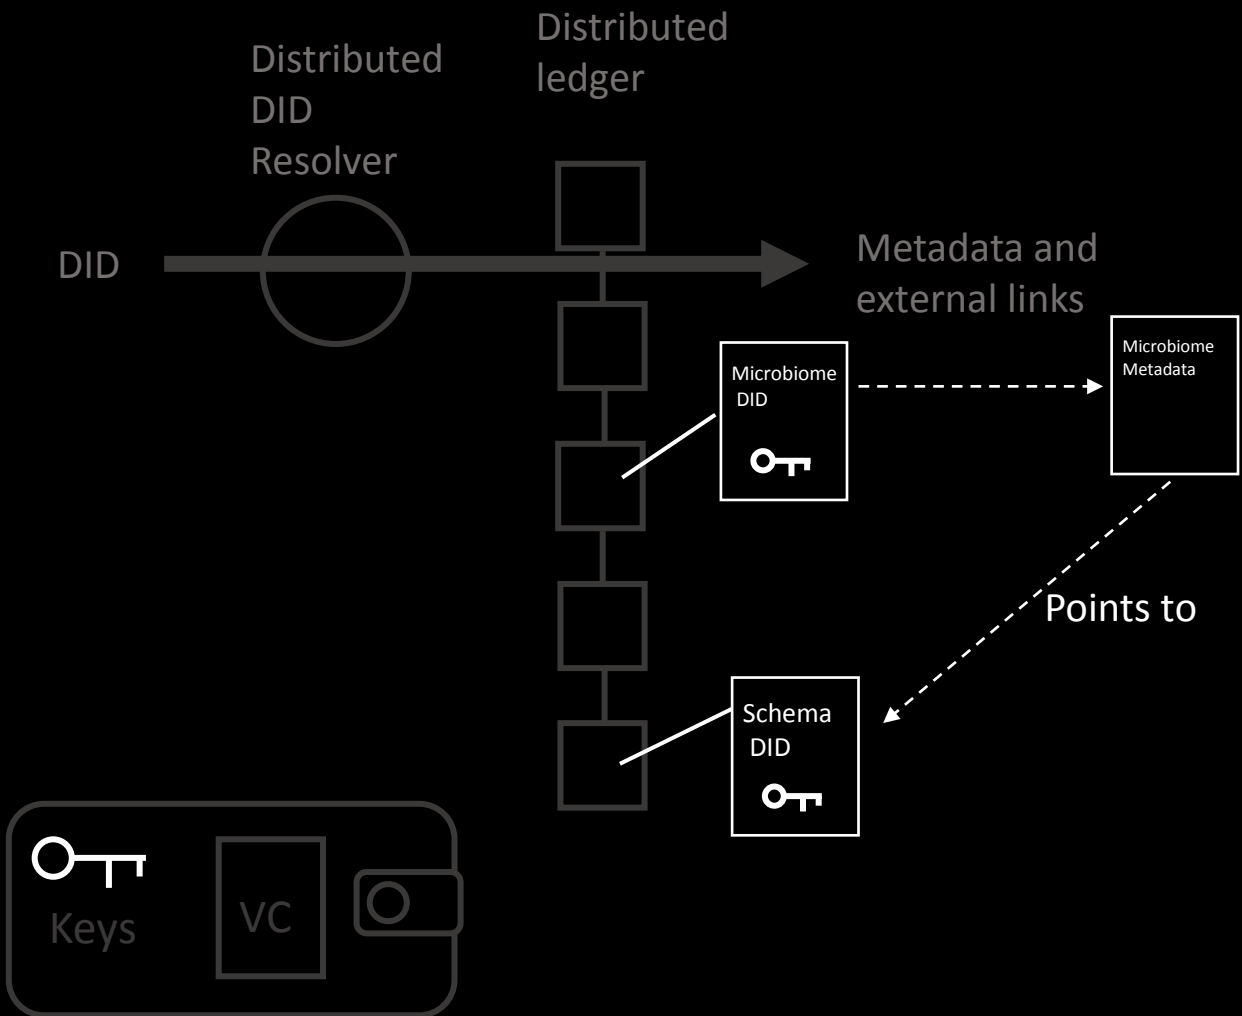 Distributed
ledger
Distributed
DID
Resolver
DID
Metadata and
external links
Microbiome
DID
Microbiome
Metadata
Points to
Schema
DID
Keys
VC